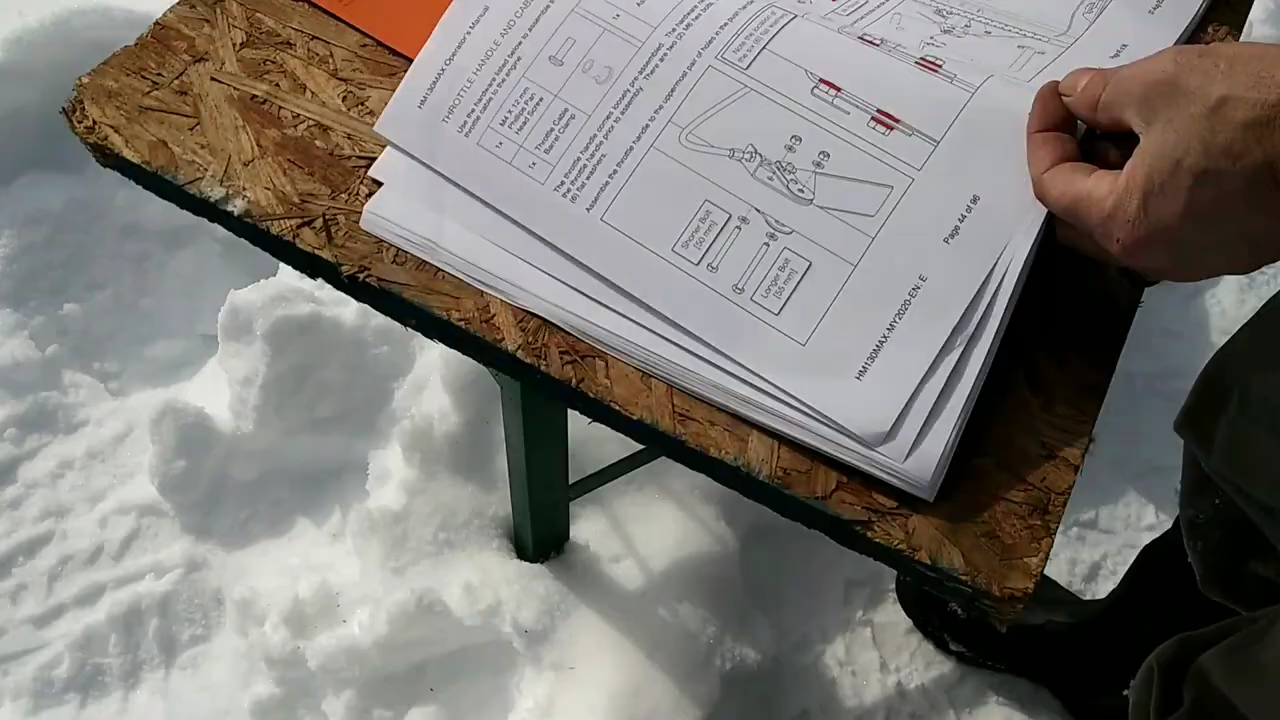 HM130MAX Operator's Manual
THROTTLE HANDLE AND
Use the hardware listed below to assemble
throttle cable to the engine.
1x
M4 X 12 mm
Phillips Pan
Head Screw
1x
1x
Throttle Cable
Barrel Clamp
The throttle handle comes loosely pre-assembled. The hardware
the throttle handle prior to assembly. There are two (2) M6 hex
(6) flat washers.
Assemble the throttle handle to the uppermost pair of holes in the push
Note the position
Shorter Bolt
[50 mm]
Longer Bolt
[55 mm]
HM130MAX-MY2020-EN: E
Page 44 of 96